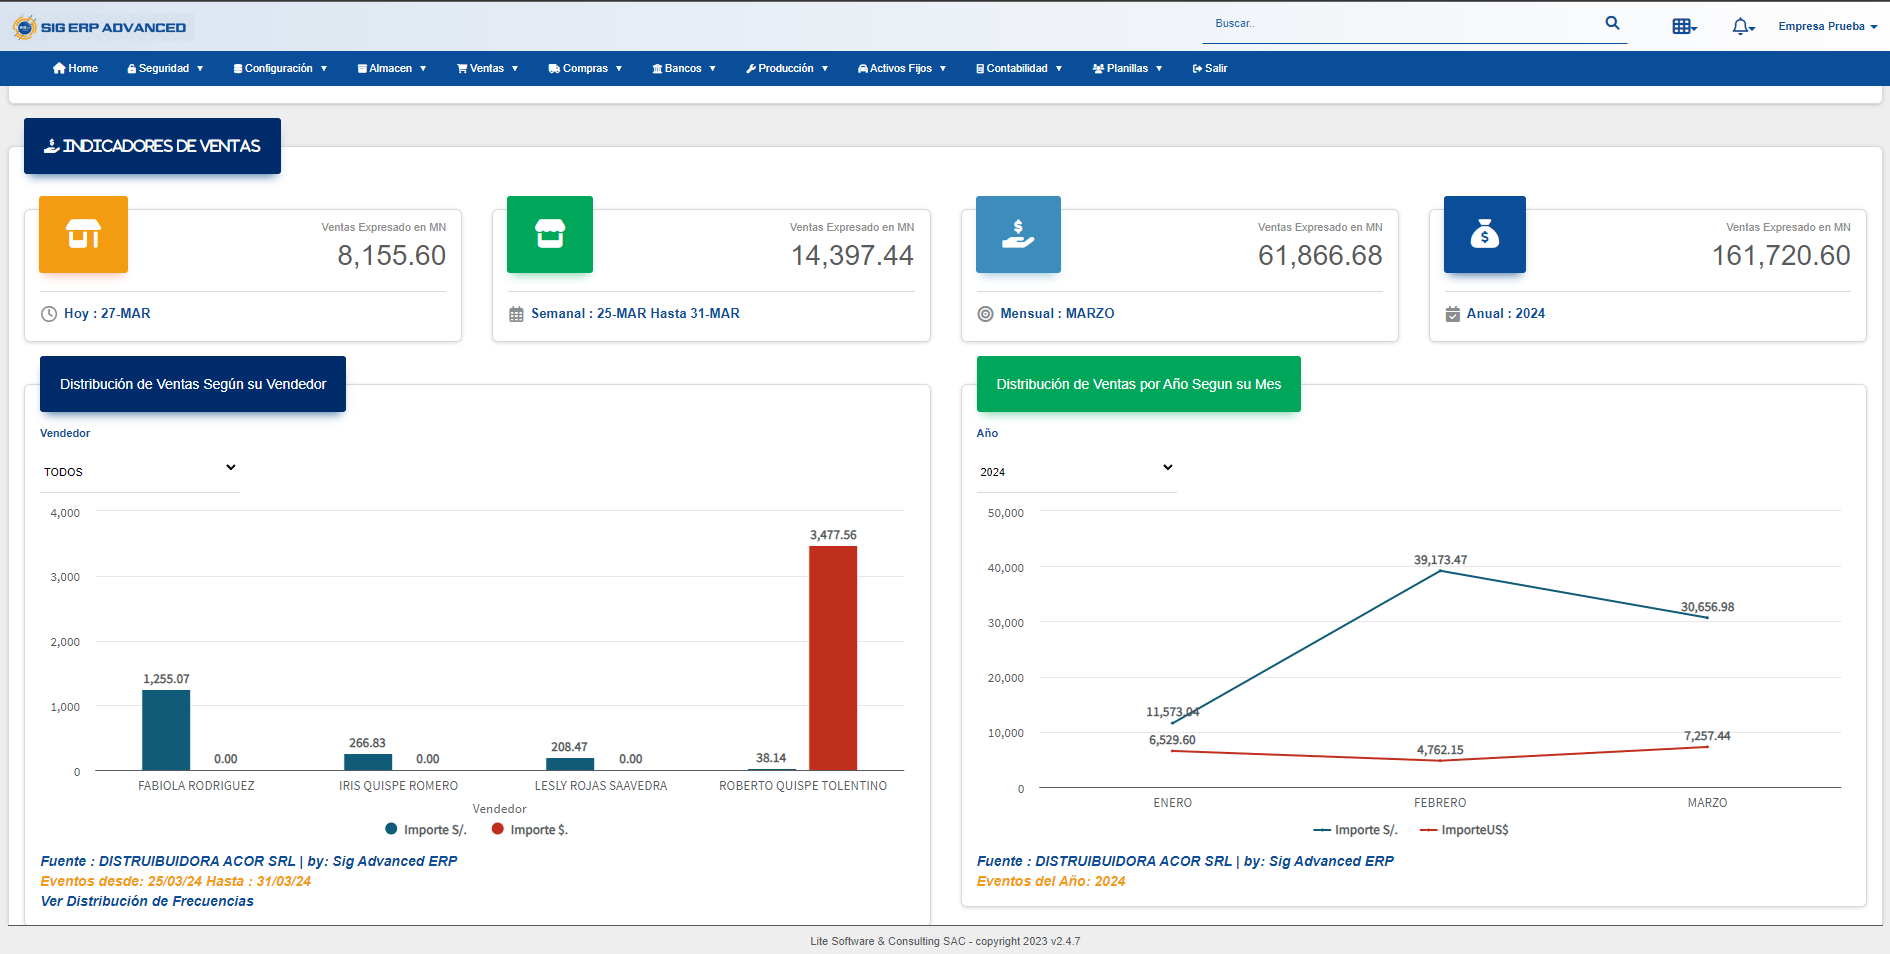 SIG ERP ADVANCED
Buscar..
Empresa Prueba
Home
Seguridad
Configuración
Almacen
Ventas
Compras
Bancos
Producción
Activos Fijos
Contabilidad
Planillas
Salir
INDICADORES DE VENTAS
Ventas Expresado en MN
8,155.60
Hoy : 27-MAR
Ventas Expresado en MN
14,397.44
Semanal : 25-MAR Hasta 31-MAR
Ventas Expresado en MN
61,866.68
Mensual : MARZO
Ventas Expresado en MN
161,720.60
Anual : 2024
Distribución de Ventas Según su Vendedor
Vendedor
TODOS
4,000
3,000
2,000
1,000
0
1,255.07
0.00
266.83
0.00
208.47
0.00
38.14
3,477.56
FABIOLA RODRIGUEZ
IRIS QUISPE ROMERO
LESLY ROJAS SAAVEDRA
ROBERTO QUISPE TOLENTINO
Vendedor
Importe S/.
Importe $.
Fuente : DISTRUIBUIDORA ACOR SRL | by: Sig Advanced ERP
Eventos desde: 25/03/24 Hasta : 31/03/24
Ver Distribución de Frecuencias
Distribución de Ventas por Año Segun su Mes
Año
2024
50,000
40,000
30,000
20,000
10,000
0
11,573.04
39,173.47
30,656.98
6,529.60
4,762.15
7,257.44
ENERO
FEBRERO
MARZO
Importe S/.
ImporteUS$
Fuente : DISTRUIBUIDORA ACOR SRL | by: Sig Advanced ERP
Eventos del Año: 2024
Lite Software & Consulting SAC - copyright 2023 v2.4.7